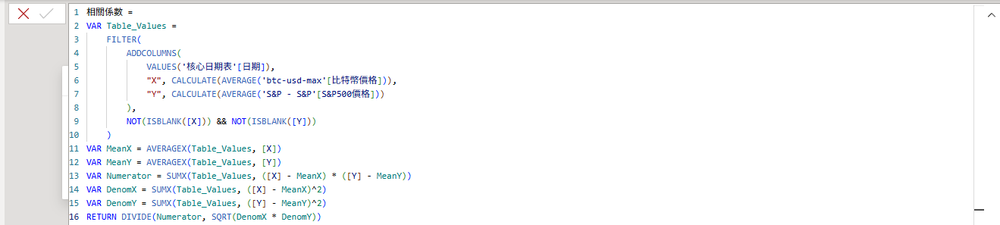 1 相關係數 =
2 VAR Table_Values =
3     FILTER(
4         ADDCOLUMNS(
5             VALUES('核心日期表'[日期]),
6             "X", CALCULATE(AVERAGE('btc-usd-max'[比特幣價格])),
7             "Y", CALCULATE(AVERAGE('S&P - S&P'[S&P500價格]))
8         ),
9         NOT(ISBLANK([X])) && NOT(ISBLANK([Y]))
10     )
11 VAR MeanX = AVERAGEX(Table_Values, [X])
12 VAR MeanY = AVERAGEX(Table_Values, [Y])
13 VAR Numerator = SUMX(Table_Values, ([X] - MeanX) * ([Y] - MeanY))
14 VAR DenomX = SUMX(Table_Values, ([X] - MeanX)^2)
15 VAR DenomY = SUMX(Table_Values, ([Y] - MeanY)^2)
16 RETURN DIVIDE(Numerator, SQRT(DenomX * DenomY))